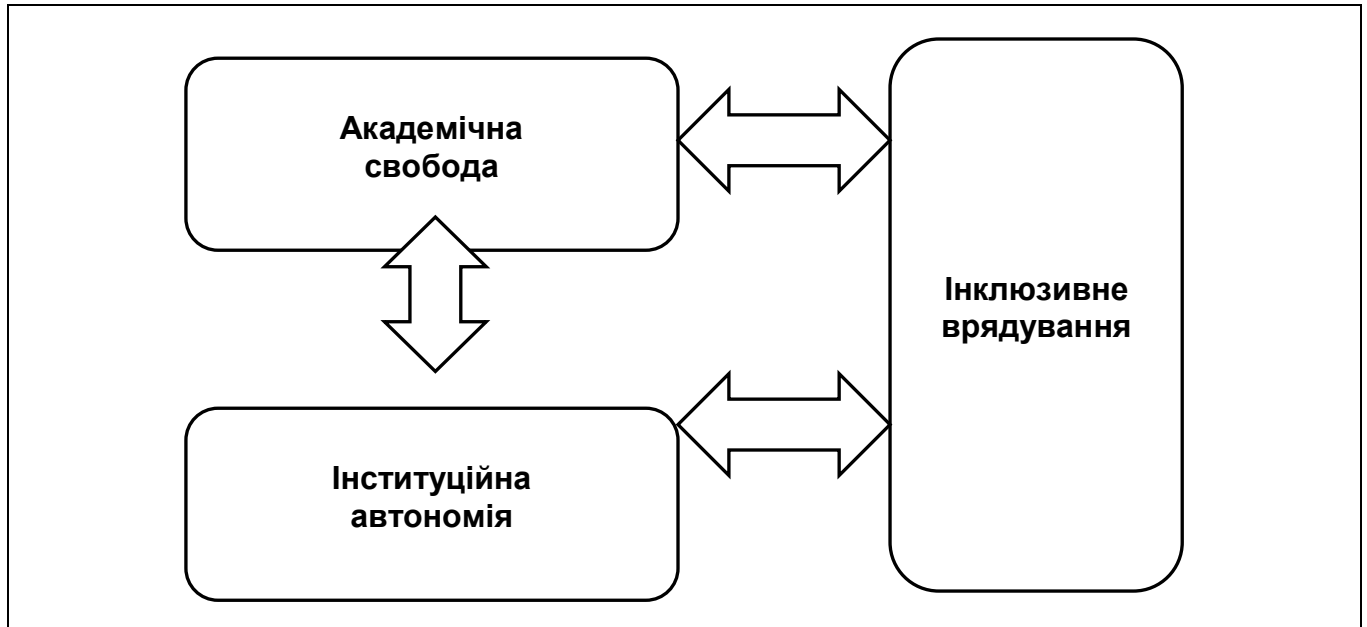 Академічна
свобода
Інклюзивне
врядування
Інституційна
автономія